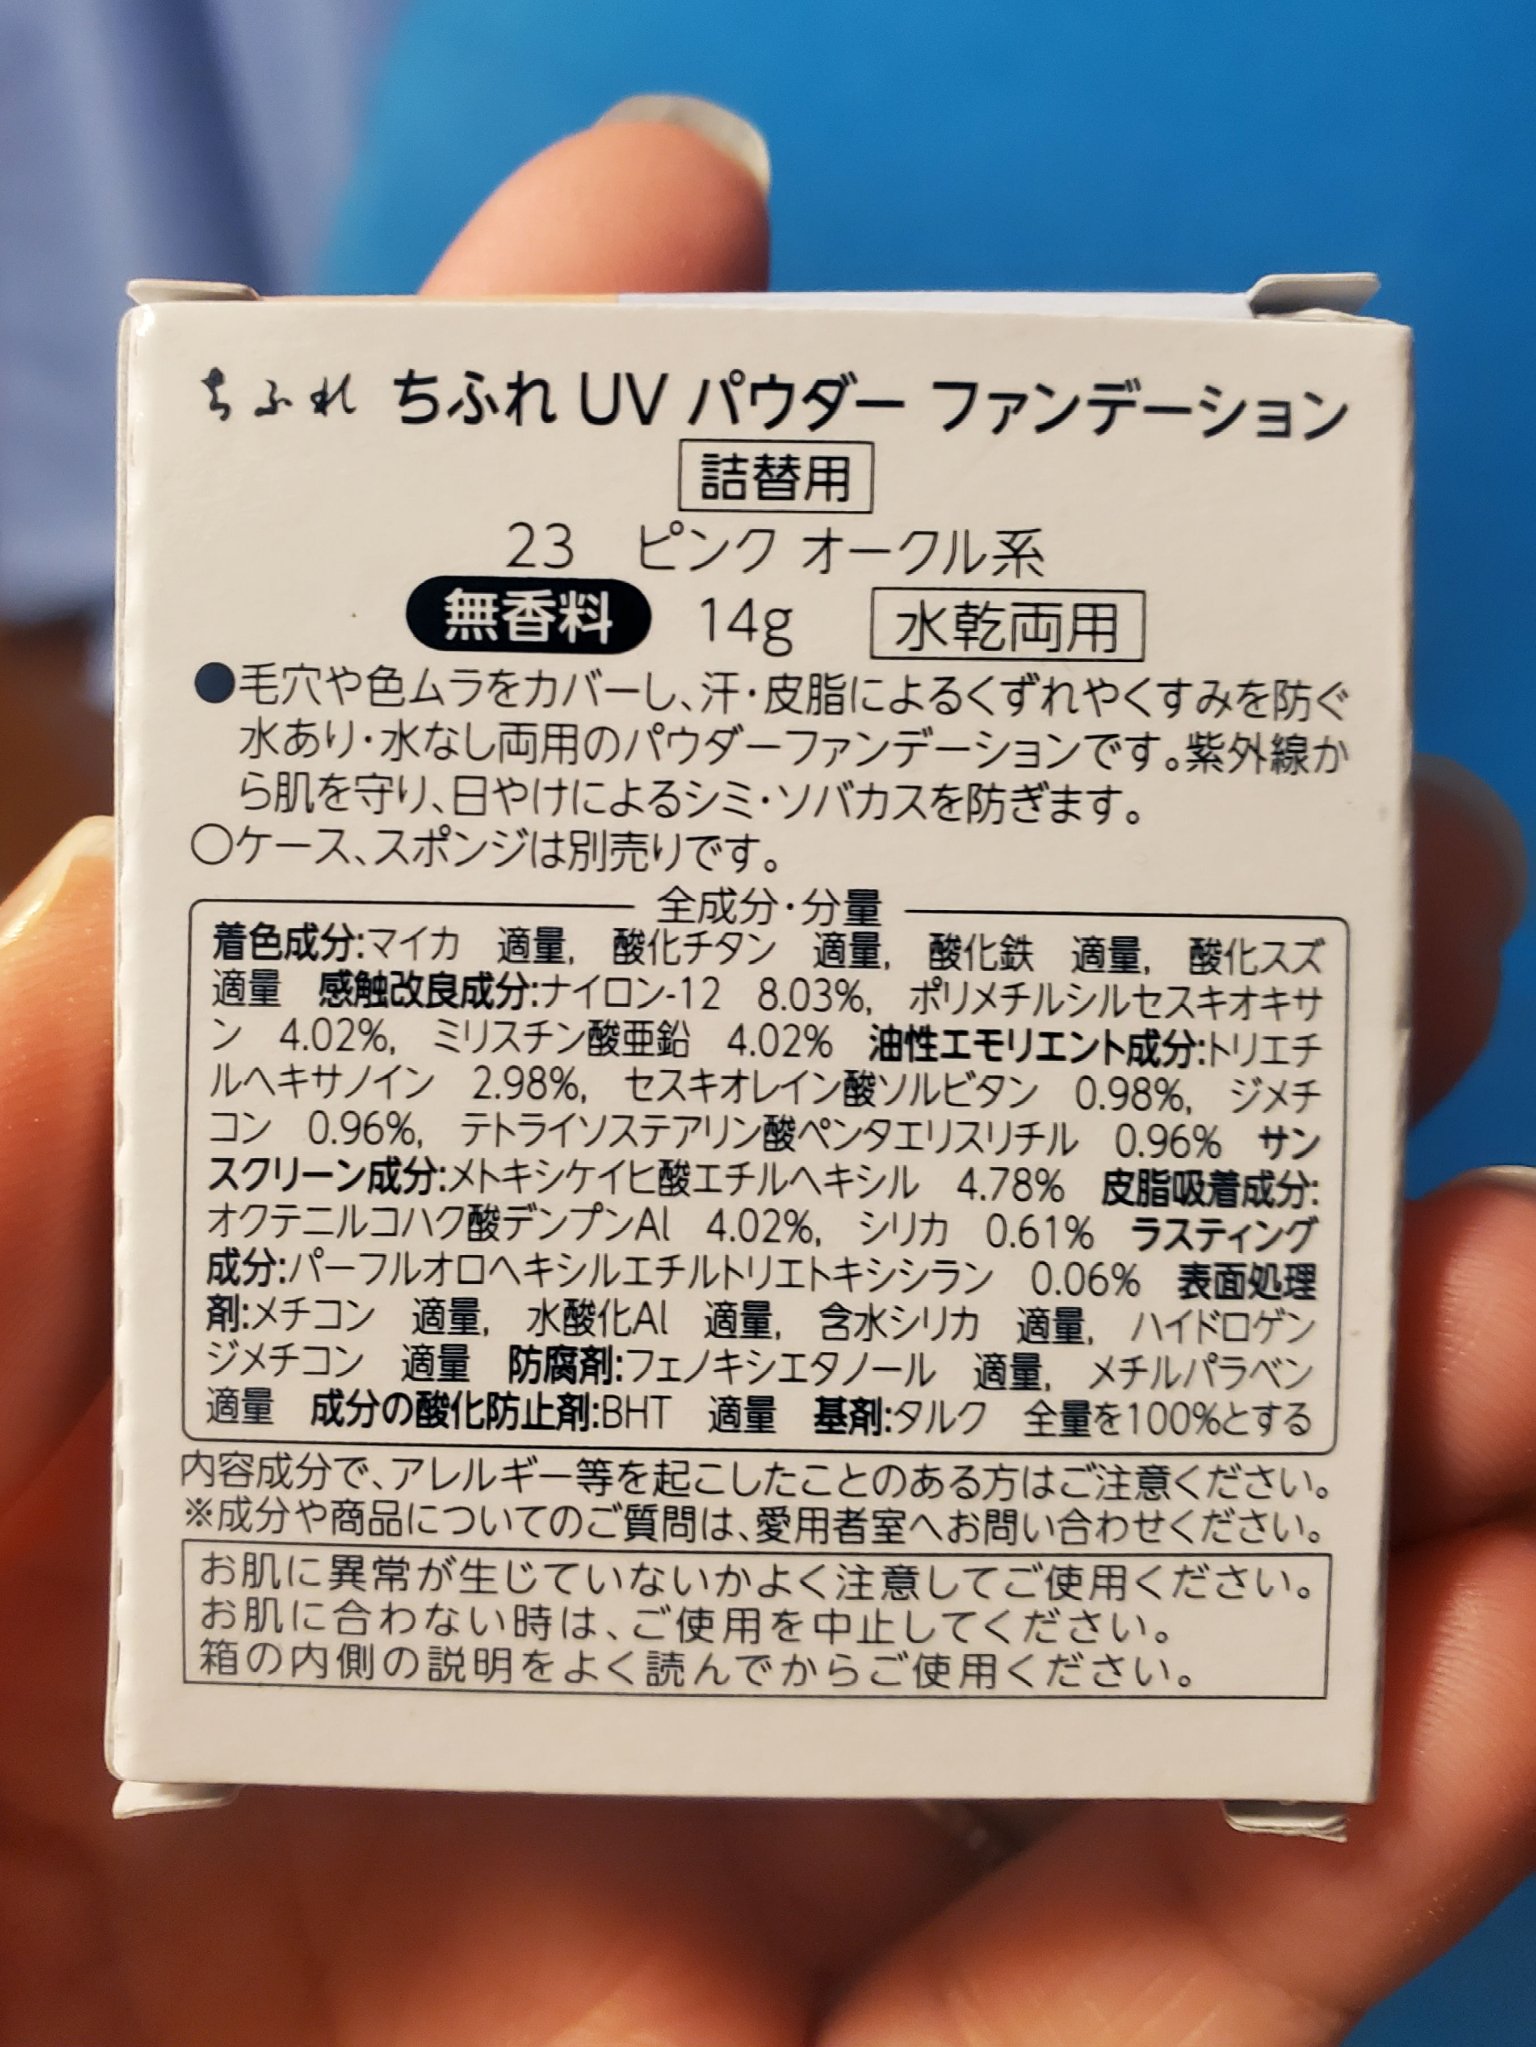 ちふれ ちふれ UV パウダー ファンデーション
詰替用
23 ピンク オークル系
無香料 14g 水乾両用
●毛穴や色ムラをカバーし、汗・皮脂によるくずれやくすみを防ぐ
水あり・水なし両用のパウダーファンデーションです。紫外線か
ら肌を守り、日やけによるシミ・ソバカスを防ぎます。
○ケース、スポンジは別売りです。
全成分・分量
着色成分:マイカ 適量, 酸化チタン 適量, 酸化鉄 適量, 酸化スズ
適量 感触改良成分:ナイロン-12 8.03%, ポリメチルシルセスキオキサ
ン 4.02%, ミリスチン酸亜鉛 4.02% 油性エモリエント成分:トリエチ
ルヘキサノイン 2.98%, セスキオレイン酸ソルビタン 0.98%, ジメチ
コン 0.96%, テトライソステアリン酸ペンタエリスリチル 0.96% サン
スクリーン成分:メトキシケイヒ酸エチルヘキシル 4.78% 皮脂吸着成分:
オクテニルコハク酸デンプンAl 4.02%, シリカ 0.61% ラスティング
成分:パーフルオロヘキシルエチルトリエトキシシラン 0.06% 表面処理
剤:メチコン 適量, 水酸化Al 適量, 含水シリカ 適量, ハイドロゲン
ジメチコン 適量 防腐剤:フェノキシエタノール 適量, メチルパラベン
適量 成分の酸化防止剤:BHT 適量 基剤:タルク 全量を100%とする
内容成分で、アレルギー等を起こしたことのある方はご注意ください。
※成分や商品についてのご質問は、愛用者室へお問い合わせください。
お肌に異常が生じていないかよく注意してご使用ください。
お肌に合わない時は、ご使用を中止してください。
箱の内側の説明をよく読んでからご使用ください。